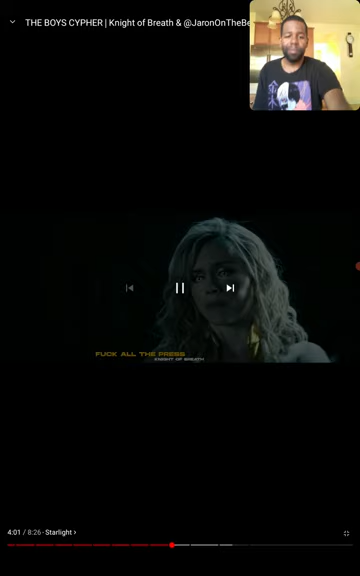 THE BOYS CYPHER | Knight of Breath & @JaronOnTheBe
FUCK ALL THE PRESS
KNIGHT OF BREATH
4:01 / 8:26 · Starlight >